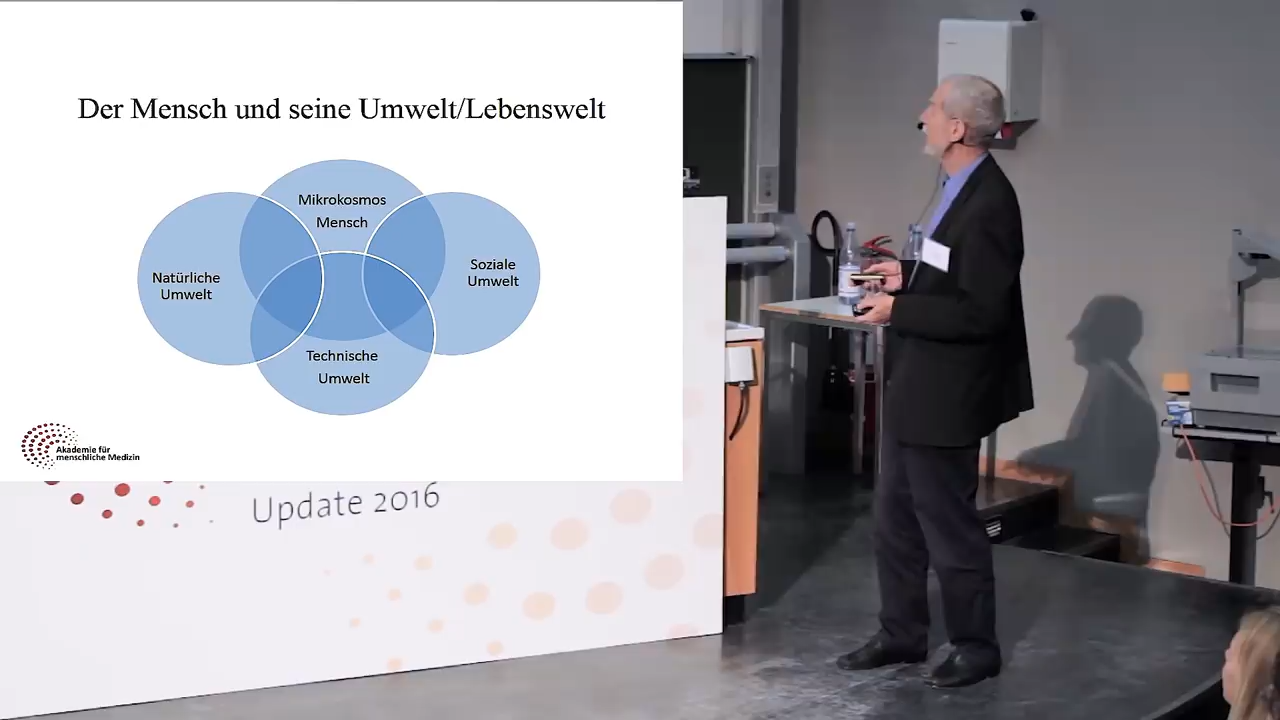 Der Mensch und seine Umwelt/Lebenswelt
Mikrokosmos
Mensch
Natürliche
Umwelt
Soziale
Umwelt
Technische
Umwelt
Akademie für
menschliche Medizin
Update 2016